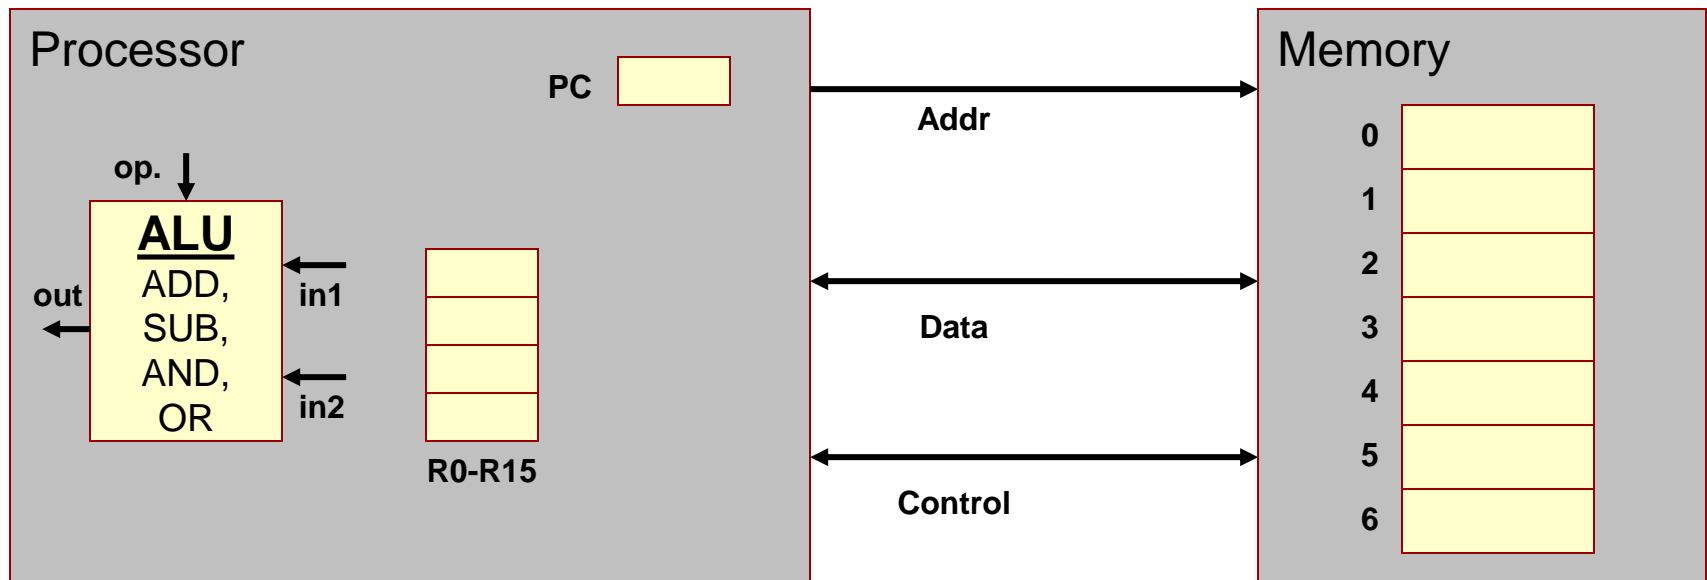 Processor
PC
op.
ALU
ADD,
SUB,
AND,
OR
out
in1
in2
R0-R15
Addr
Data
Control
Memory
0
1
2
3
4
5
6